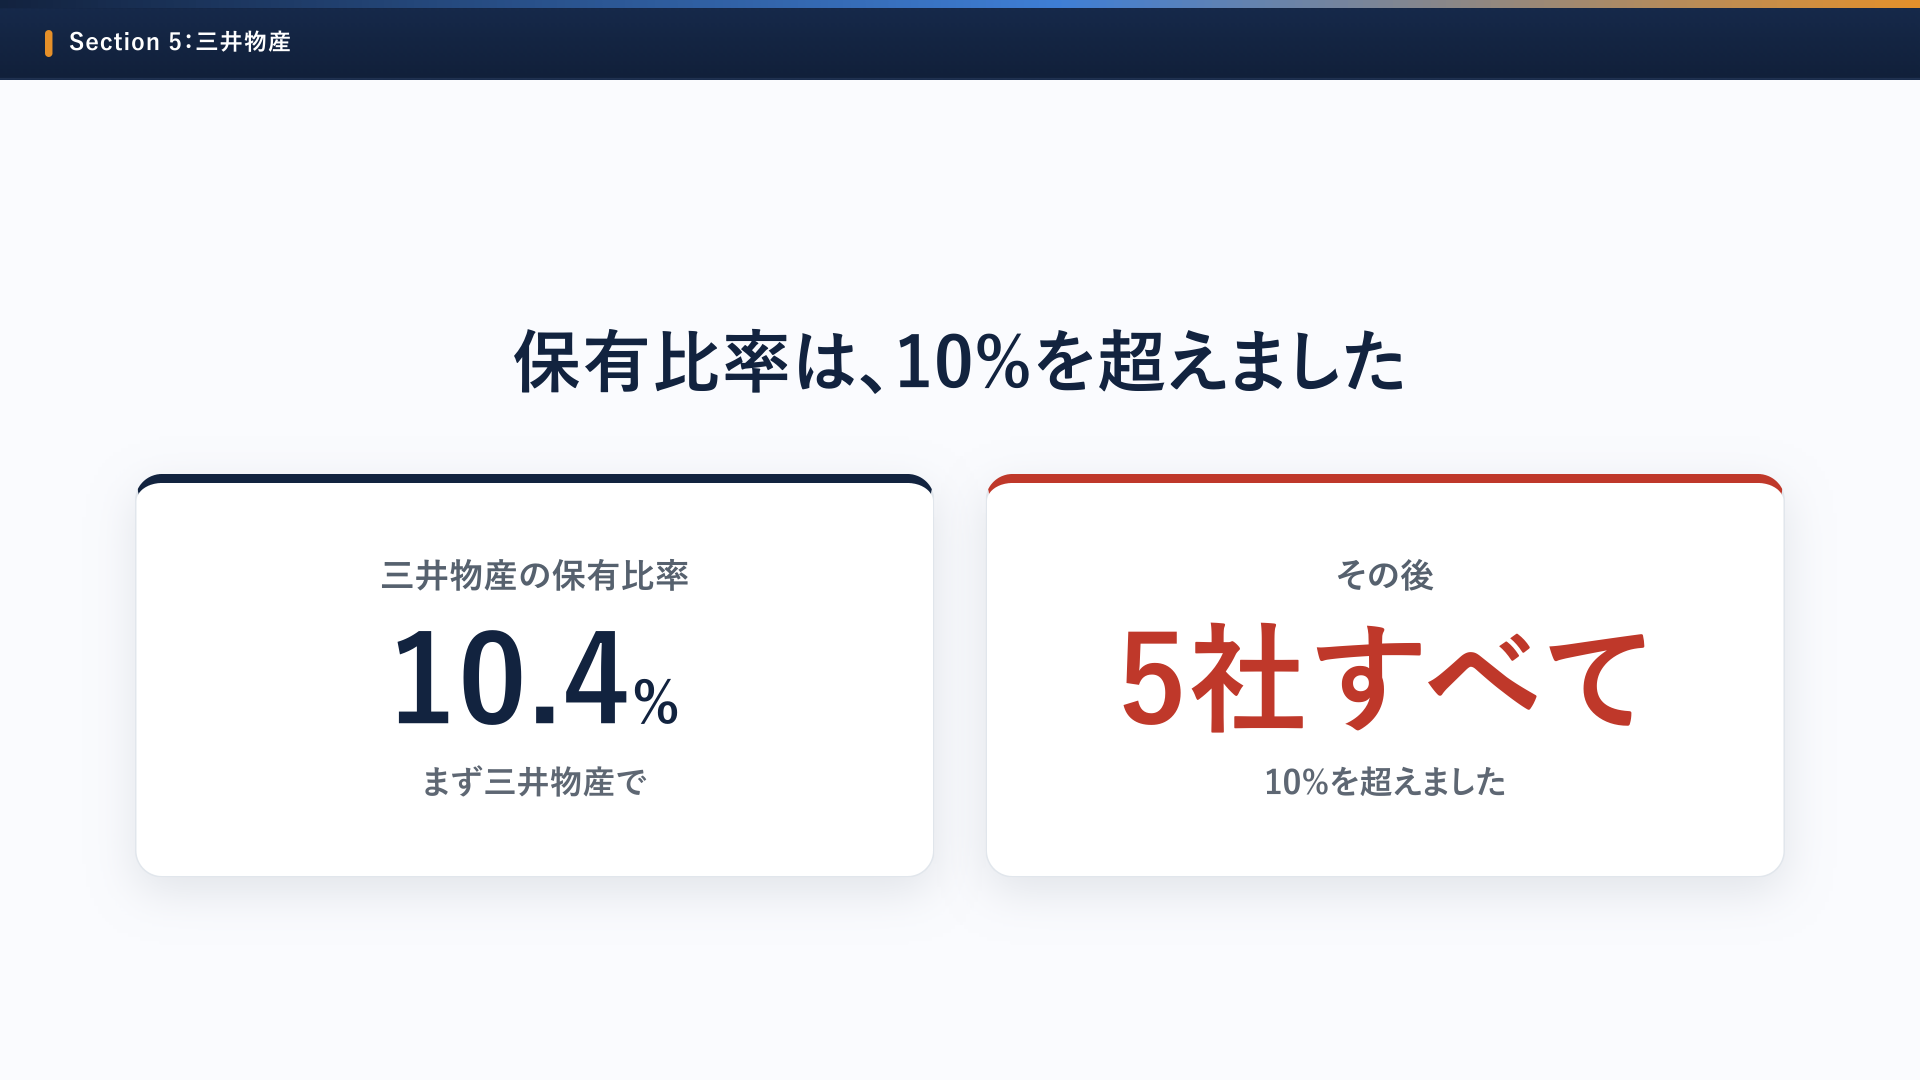 Section 5：三井物産
保有比率は、10%を超えました
三井物産の保有比率
10.4%
まず三井物産で
その後
5社すべて
10%を超えました